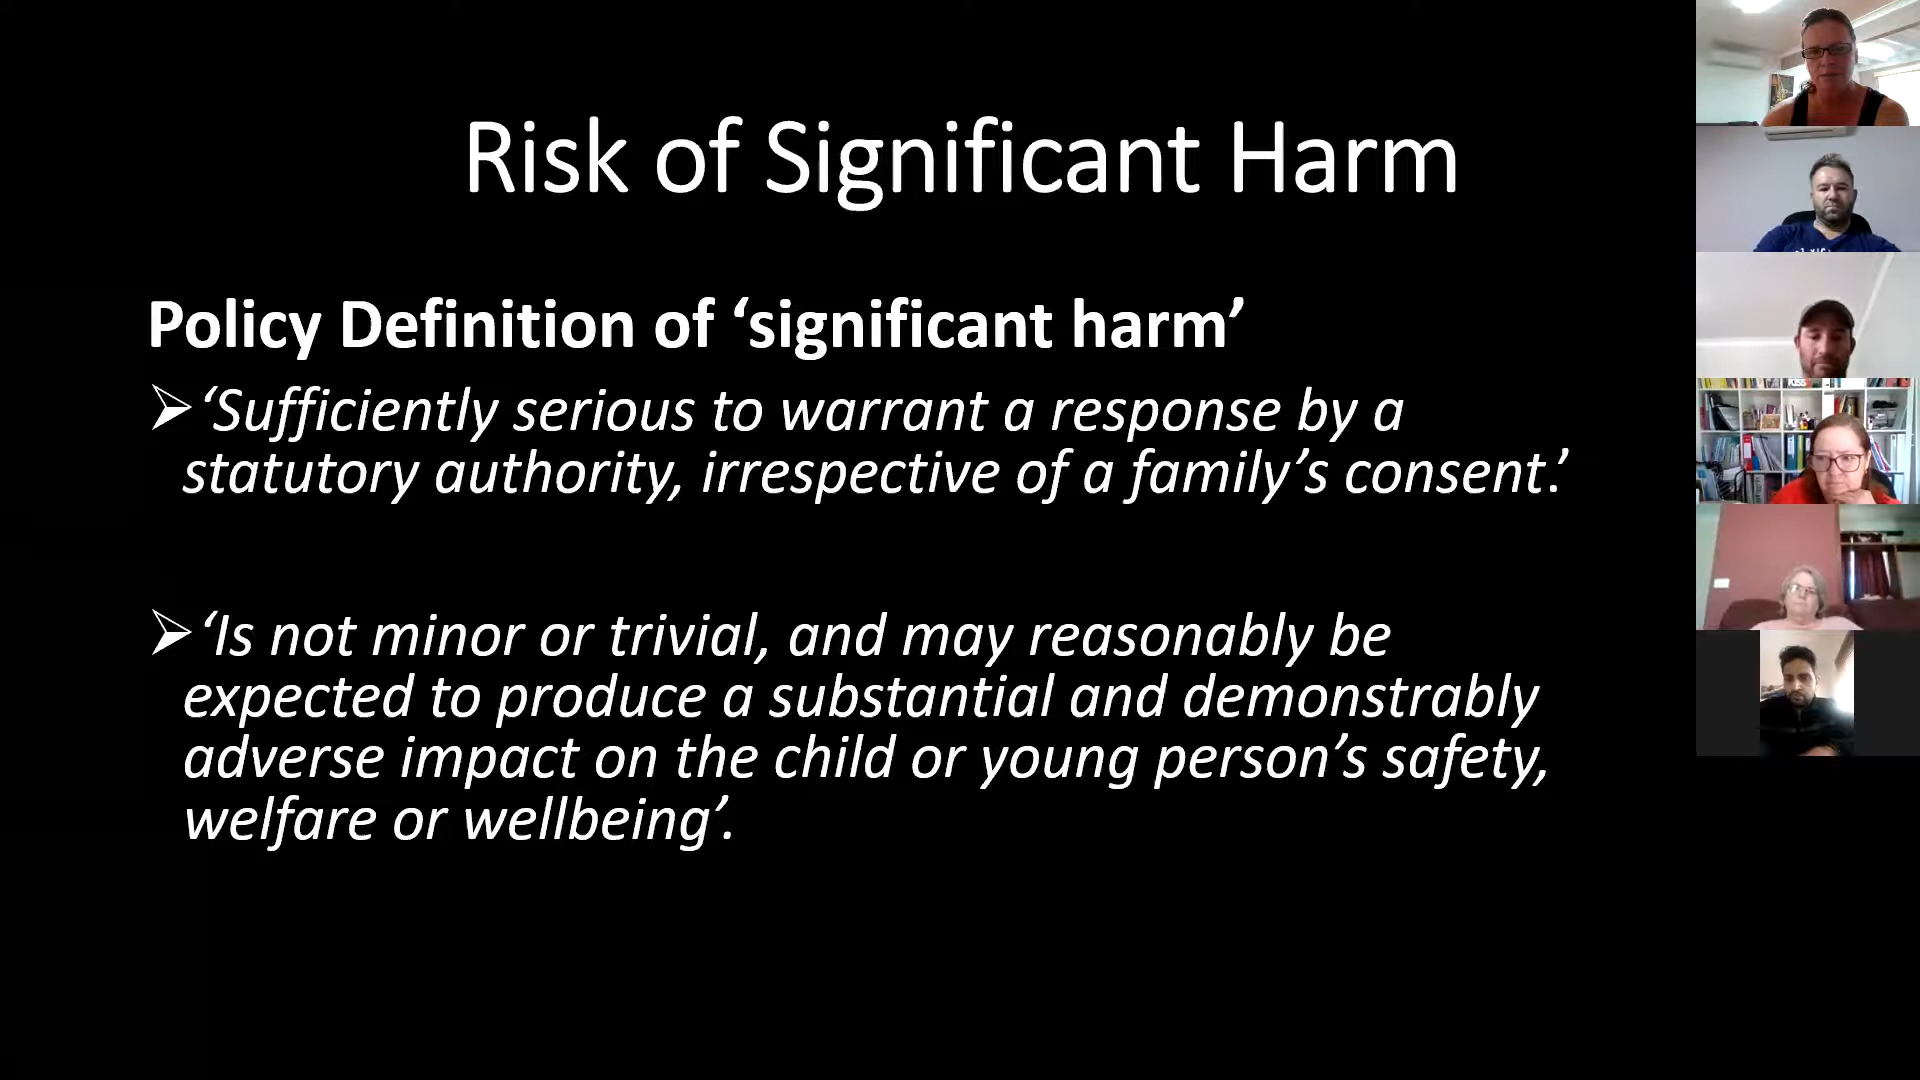 Risk of Significant Harm
Policy Definition of ‘significant harm’
➢‘Sufficiently serious to warrant a response by a
statutory authority, irrespective of a family’s consent.’
➢‘Is not minor or trivial, and may reasonably be
expected to produce a substantial and demonstrably
adverse impact on the child or young person’s safety,
welfare or wellbeing’.
KISS